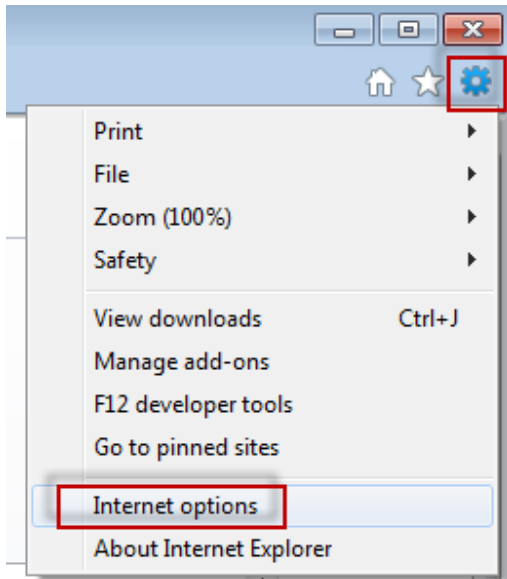 Print
File
Zoom (100%)
Safety
View downloads Ctrl+J
Manage add-ons
F12 developer tools
Go to pinned sites
Internet options
About Internet Explorer